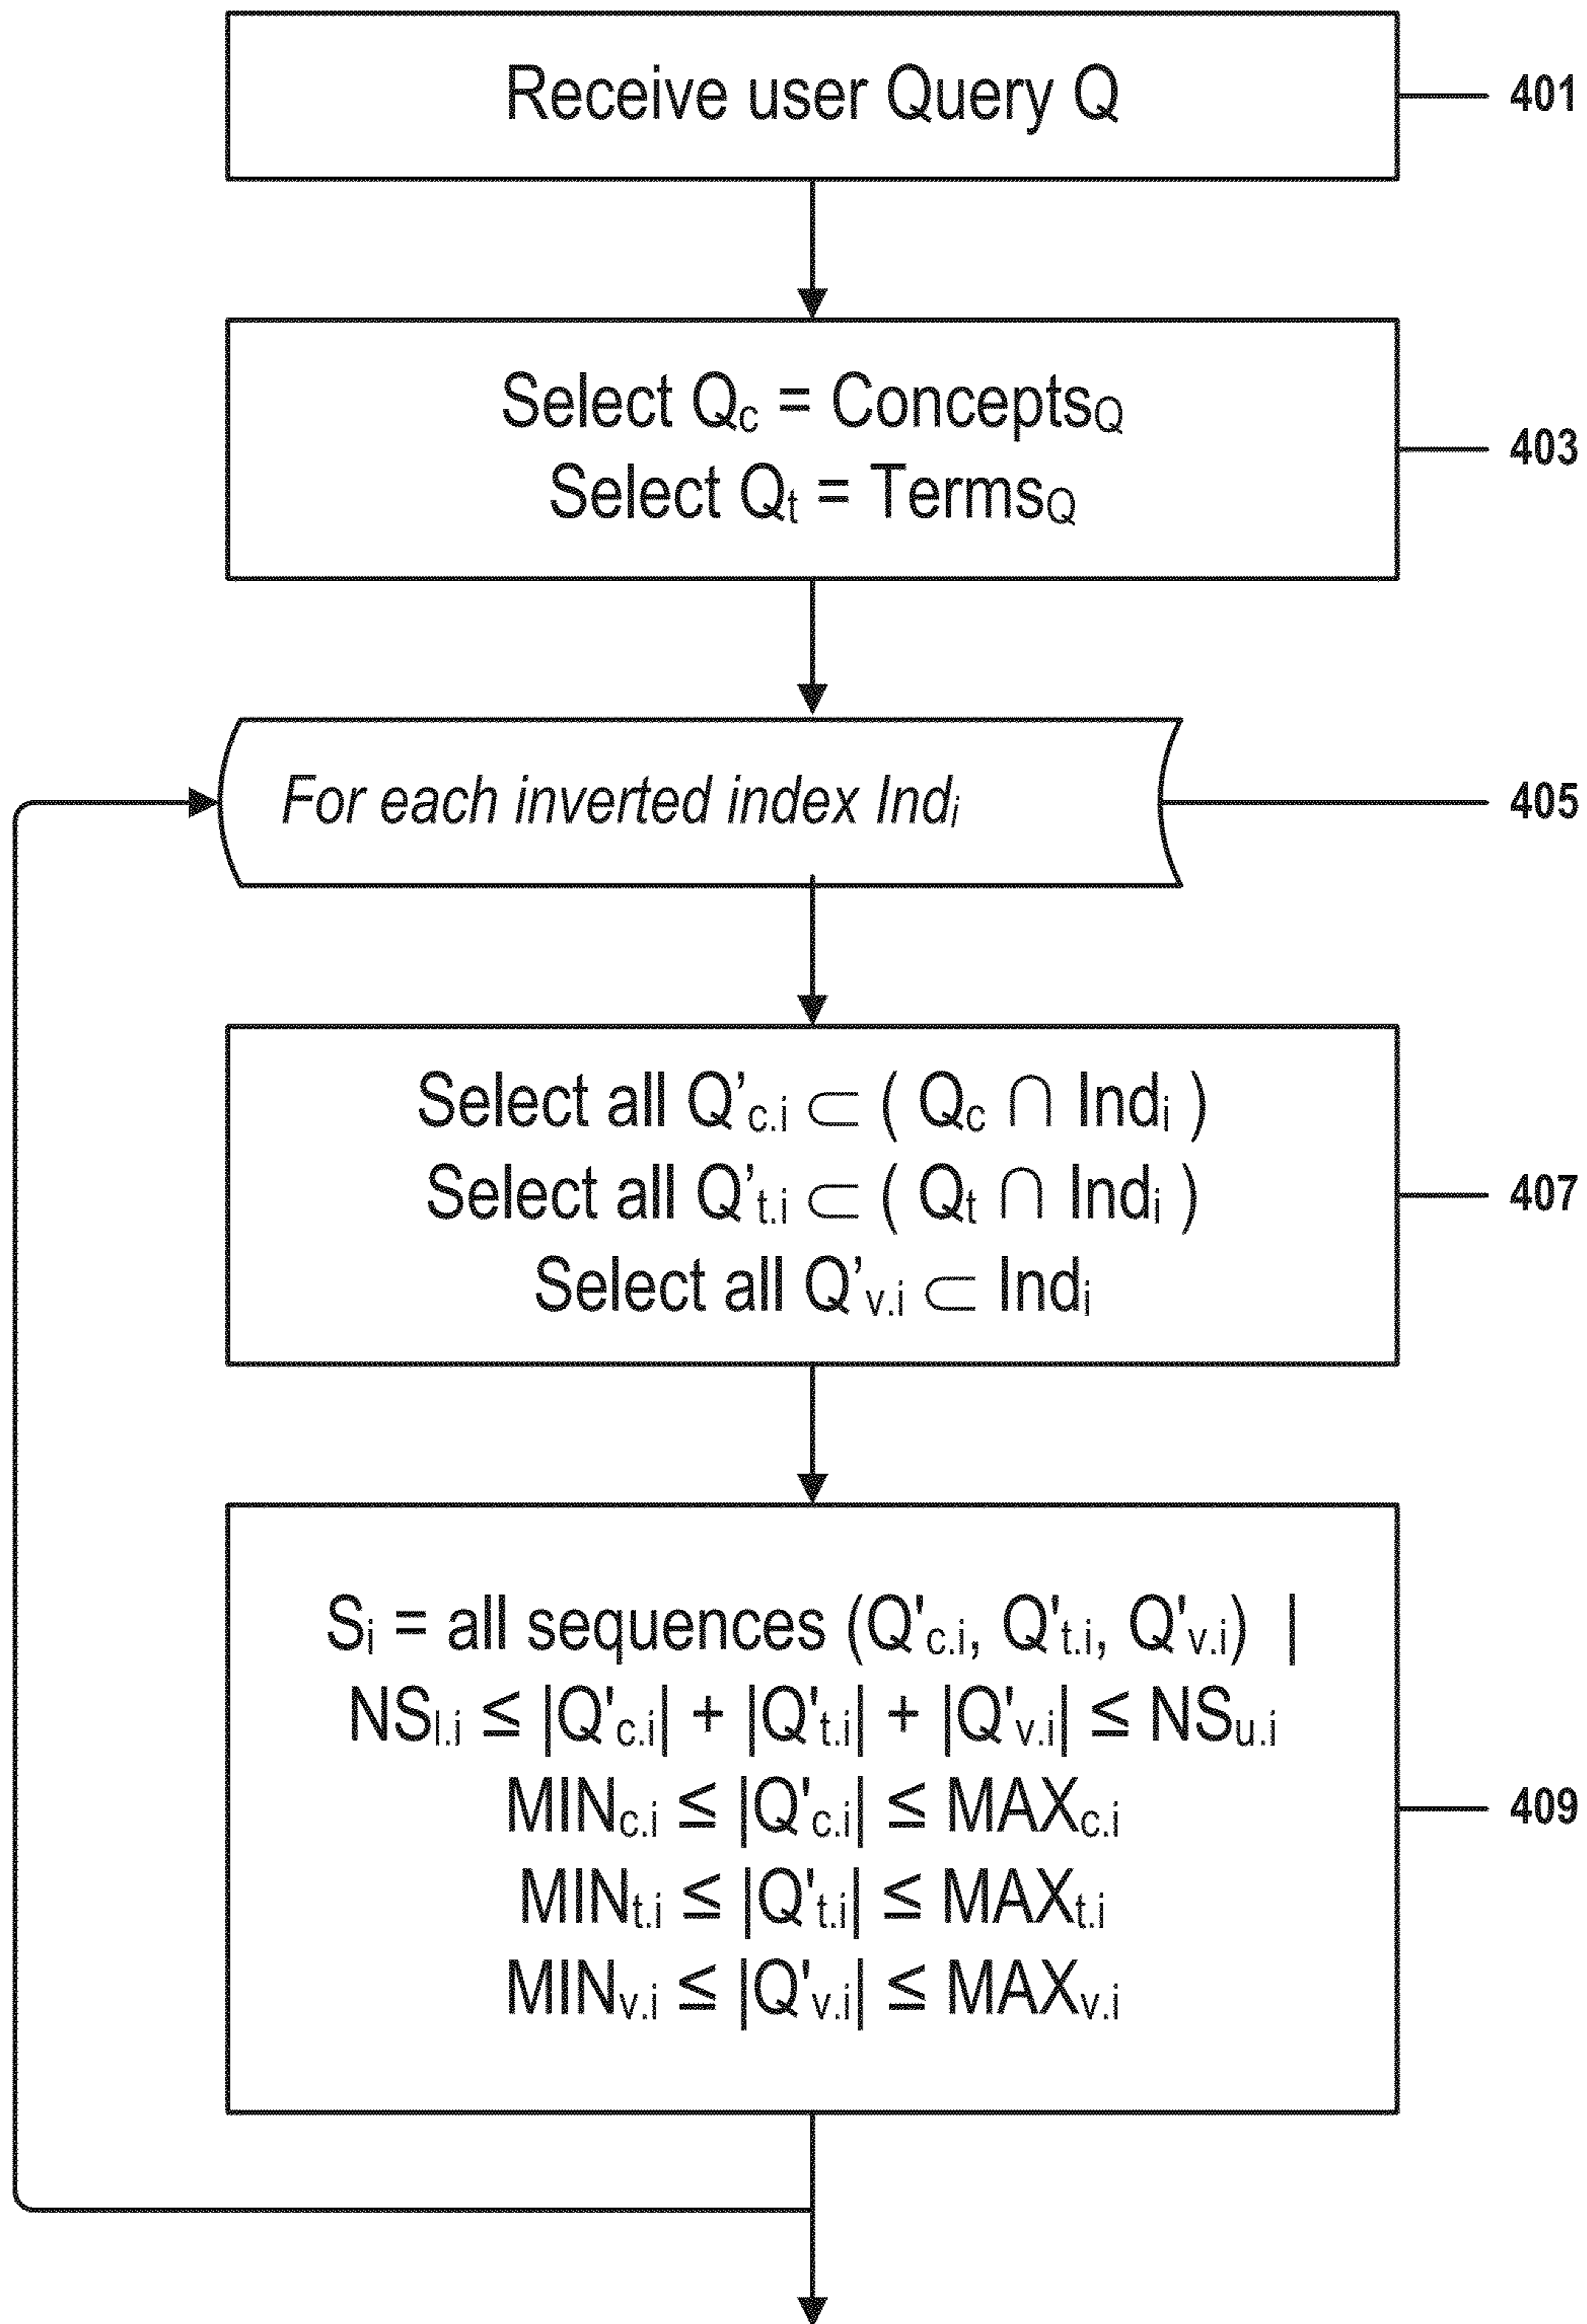 Receive user Query Q
401
Select Qc = ConceptsQ
Select Qt = TermsQ
403
For each inverted index Indi
405
Select all Q’c.i ⊂ ( Qc ∩ Indi )
Select all Q’t.i ⊂ ( Qt ∩ Indi )
Select all Q’v.i ⊂ Indi
407
Si = all sequences (Q'c.i, Q't.i, Q'v.i) |
NSl.i ≤ |Q'c.i| + |Q't.i| + |Q'v.i| ≤ NSu.i
MINc.i ≤ |Q'c.i| ≤ MAXc.i
MINt.i ≤ |Q't.i| ≤ MAXt.i
MINv.i ≤ |Q'v.i| ≤ MAXv.i
409